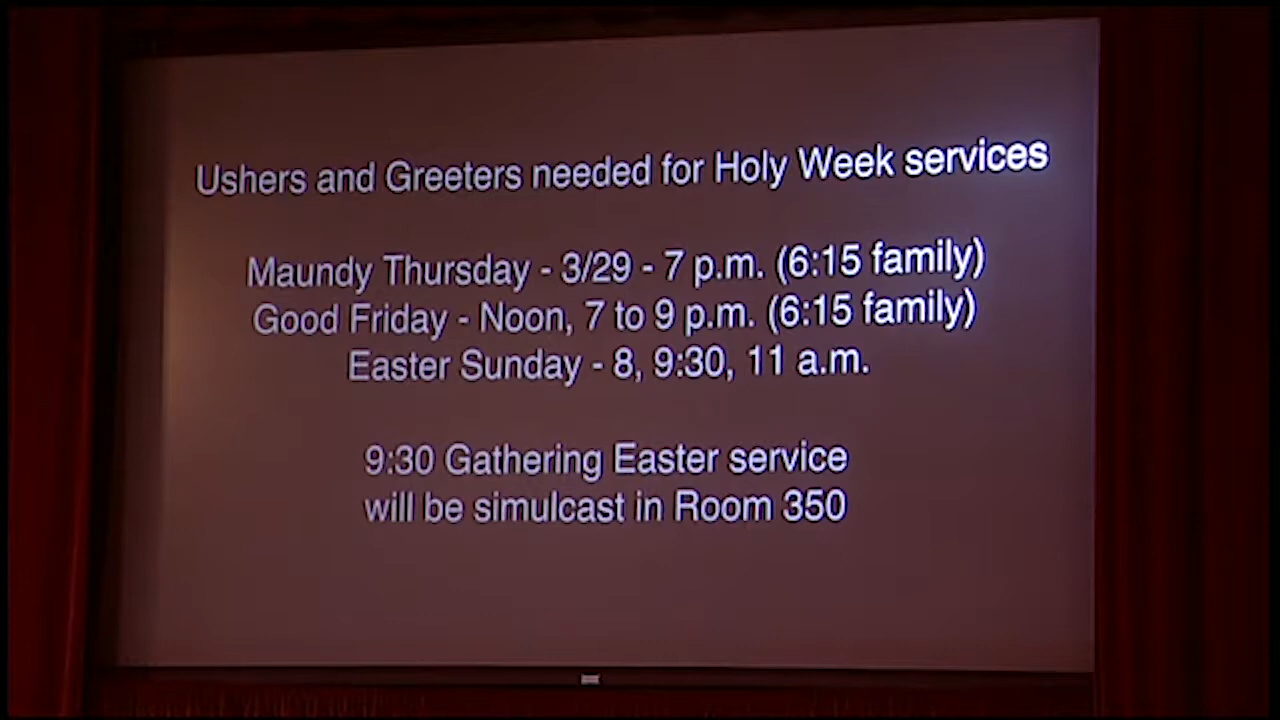 Ushers and Greeters needed for Holy Week services
Maundy Thursday - 3/29 - 7 p.m. (6:15 family)
Good Friday - Noon, 7 to 9 p.m. (6:15 family)
Easter Sunday - 8, 9:30, 11 a.m.
9:30 Gathering Easter service
will be simulcast in Room 350